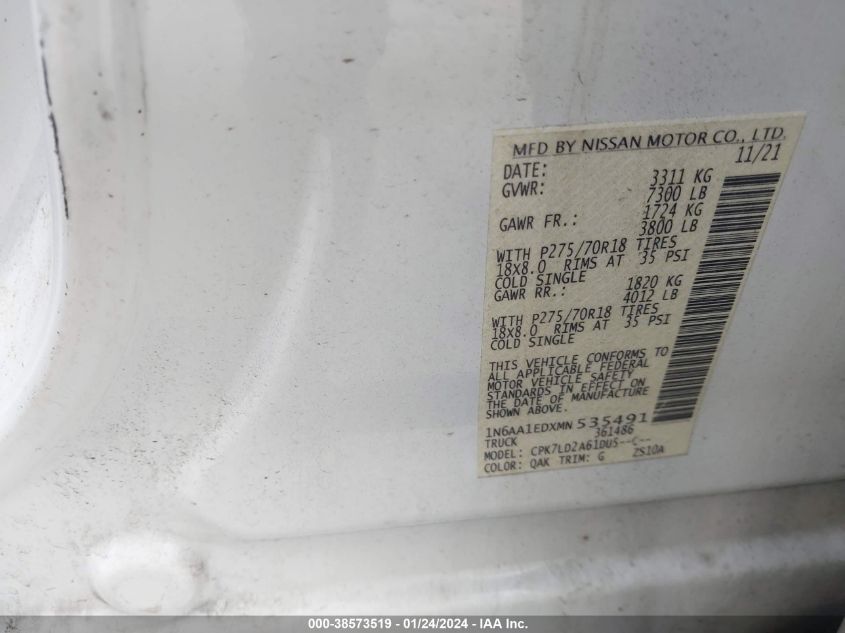 MFD BY NISSAN MOTOR CO., LTD.
DATE: 11/21
GVWR: 3311 KG
7300 LB
GAWR FR.: 1724 KG
3800 LB
WITH P275/70R18 TIRES
18X8.0 RIMS AT 35 PSI
COLD SINGLE
GAWR RR.: 1820 KG
4012 LB
WITH P275/70R18 TIRES
18X8.0 RIMS AT 35 PSI
COLD SINGLE
THIS VEHICLE CONFORMS TO
ALL APPLICABLE FEDERAL
MOTOR VEHICLE SAFETY
STANDARDS IN EFFECT ON
THE DATE OF MANUFACTURE
SHOWN ABOVE.
1N6AA1EDXMN535491
TRUCK 361486
MODEL: CPK7LD2A61DUS--C--
COLOR: QAK TRIM: G ZS10A
000-38573519 - 01/24/2024 - IAA Inc.